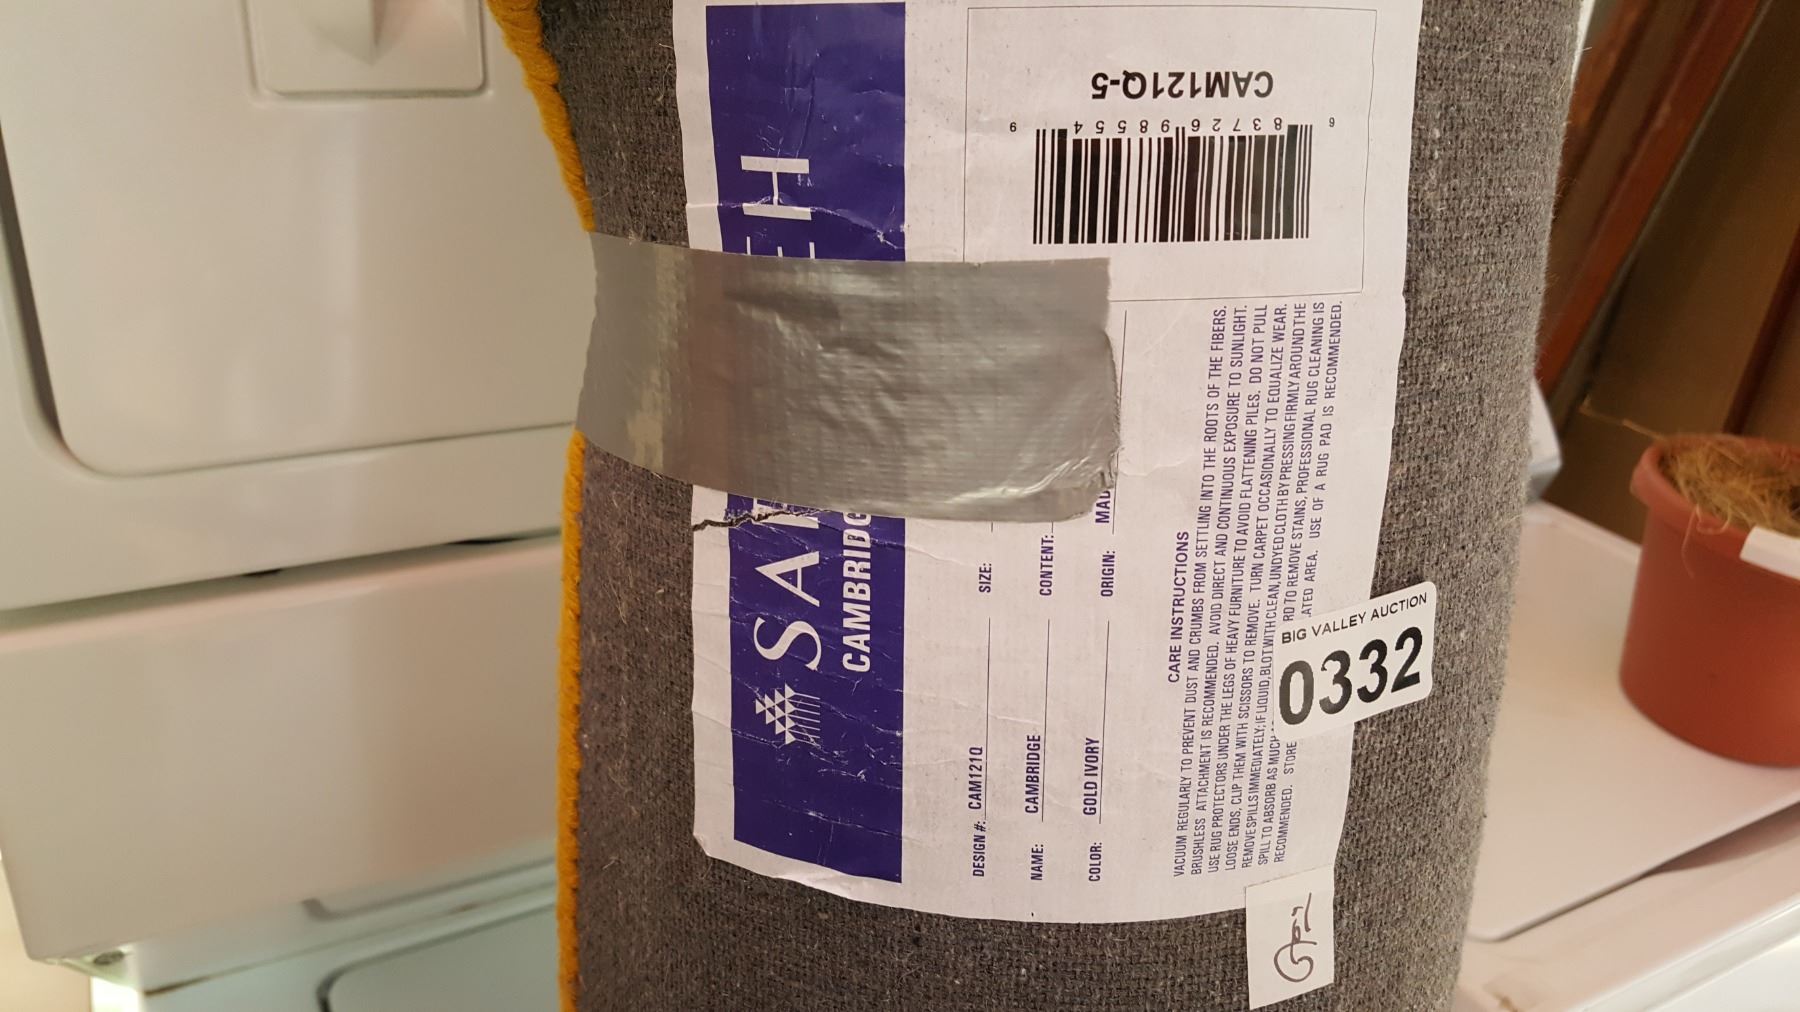 CAM121Q-5
6 83726 98554 9
SA H
CAMBRIDG
DESIGN #: CAM121Q SIZE:
NAME: CAMBRIDGE CONTENT:
COLOR: GOLD IVORY ORIGIN: MAD
CARE INSTRUCTIONS
VACUUM REGULARLY TO PREVENT DUST AND CRUMBS FROM SETTLING INTO THE ROOTS OF THE FIBERS.
BRUSHLESS ATTACHMENT IS RECOMMENDED. AVOID DIRECT AND CONTINUOUS EXPOSURE TO SUNLIGHT.
USE RUG PROTECTORS UNDER THE LEGS OF HEAVY FURNITURE TO AVOID FLATTENING PILES. DO NOT PULL
LOOSE ENDS, CLIP THEM WITH SCISSORS TO REMOVE. TURN CARPET OCCASIONALLY TO EQUALIZE WEAR.
REMOVE SPILLS IMMEDIATELY; IF LIQUID, BLOT WITH CLEAN, UNDYED CLOTH BY PRESSING FIRMLY AROUND THE
SPILL TO ABSORB AS MUCH RD TO REMOVE STAINS, PROFESSIONAL RUG CLEANING IS
RECOMMENDED. STORE ATED AREA. USE OF A RUG PAD IS RECOMMENDED.
BIG VALLEY AUCTION
0332